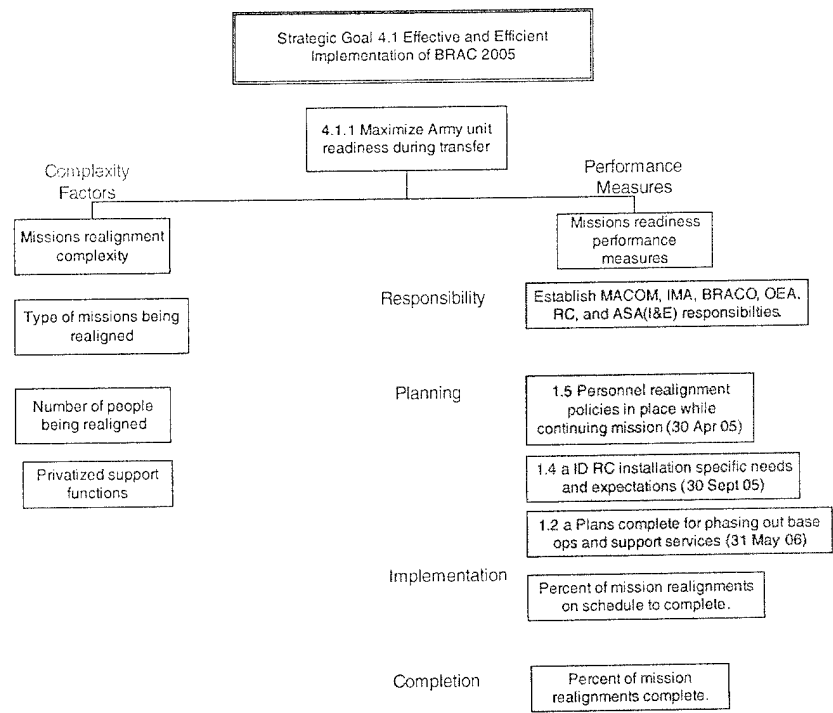 Strategic Goal 4.1 Effective and Efficient
Implementation of BRAC 2005
4.1.1 Maximize Army unit
readiness during transfer
Complexity
Factors
Performance
Measures
Missions realignment
complexity
Type of missions being
realigned
Number of people
being realigned
Privatized support
functions
Missions readiness
performance
measures
Responsibility
Establish MACOM, IMA, BRACO, OEA,
RC, and ASA(I&E) responsibilties.
Planning
1.5 Personnel realignment
policies in place while
continuing mission (30 Apr 05)
1.4 a ID RC installation specific needs
and expectations (30 Sept 05)
1.2 a Plans complete for phasing out base
ops and support services (31 May 06)
Implementation
Percent of mission realignments
on schedule to complete.
Completion
Percent of mission
realignments complete.